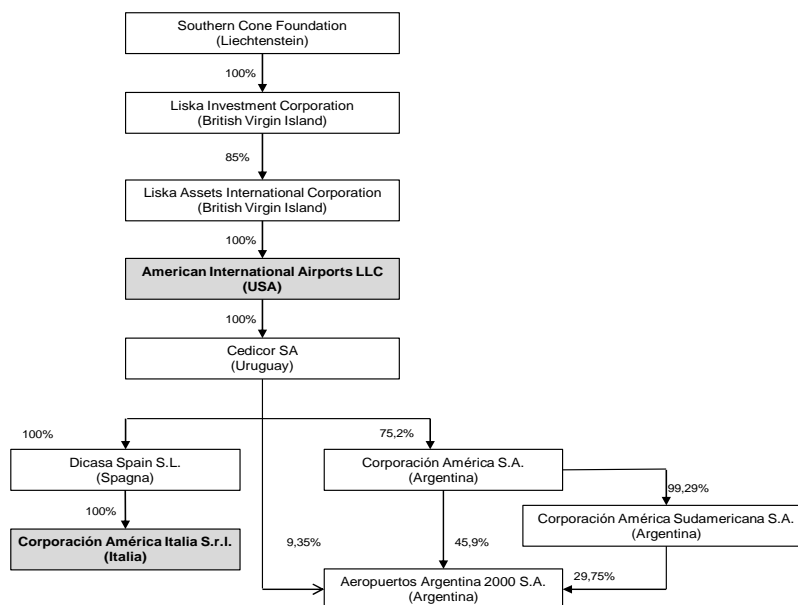 Southern Cone Foundation
(Liechtenstein)
100%
Liska Investment Corporation
(British Virgin Island)
85%
Liska Assets International Corporation
(British Virgin Island)
100%
American International Airports LLC
(USA)
100%
Cedicor SA
(Uruguay)
100%
75,2%
Dicasa Spain S.L.
(Spagna)
Corporación América S.A.
(Argentina)
99,29%
100%
9,35%
45,9%
Corporación América Italia S.r.l.
(Italia)
Corporación América Sudamericana S.A.
(Argentina)
29,75%
Aeropuertos Argentina 2000 S.A.
(Argentina)